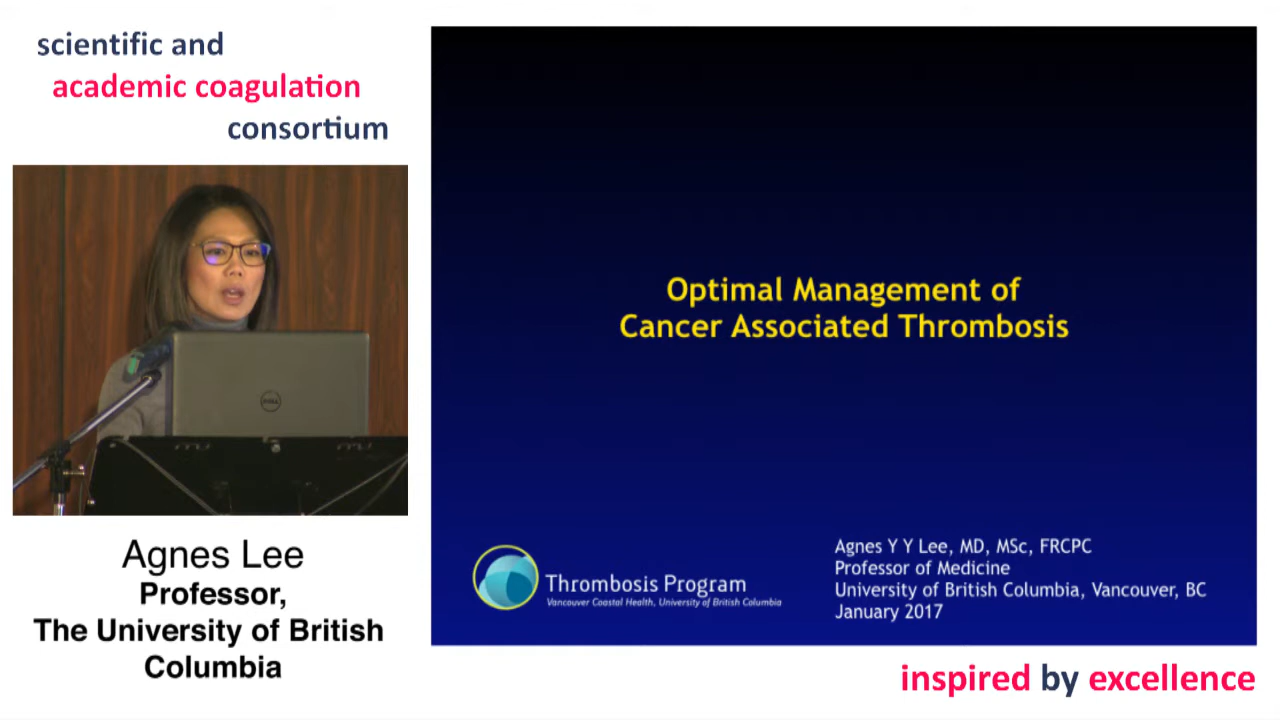 scientific and
academic coagulation
consortium
DELL
Agnes Lee
Professor,
The University of British
Columbia
Optimal Management of
Cancer Associated Thrombosis
Thrombosis Program
Vancouver Coastal Health, University of British Columbia
Agnes Y Y Lee, MD, MSc, FRCPC
Professor of Medicine
University of British Columbia, Vancouver, BC
January 2017
inspired by excellence